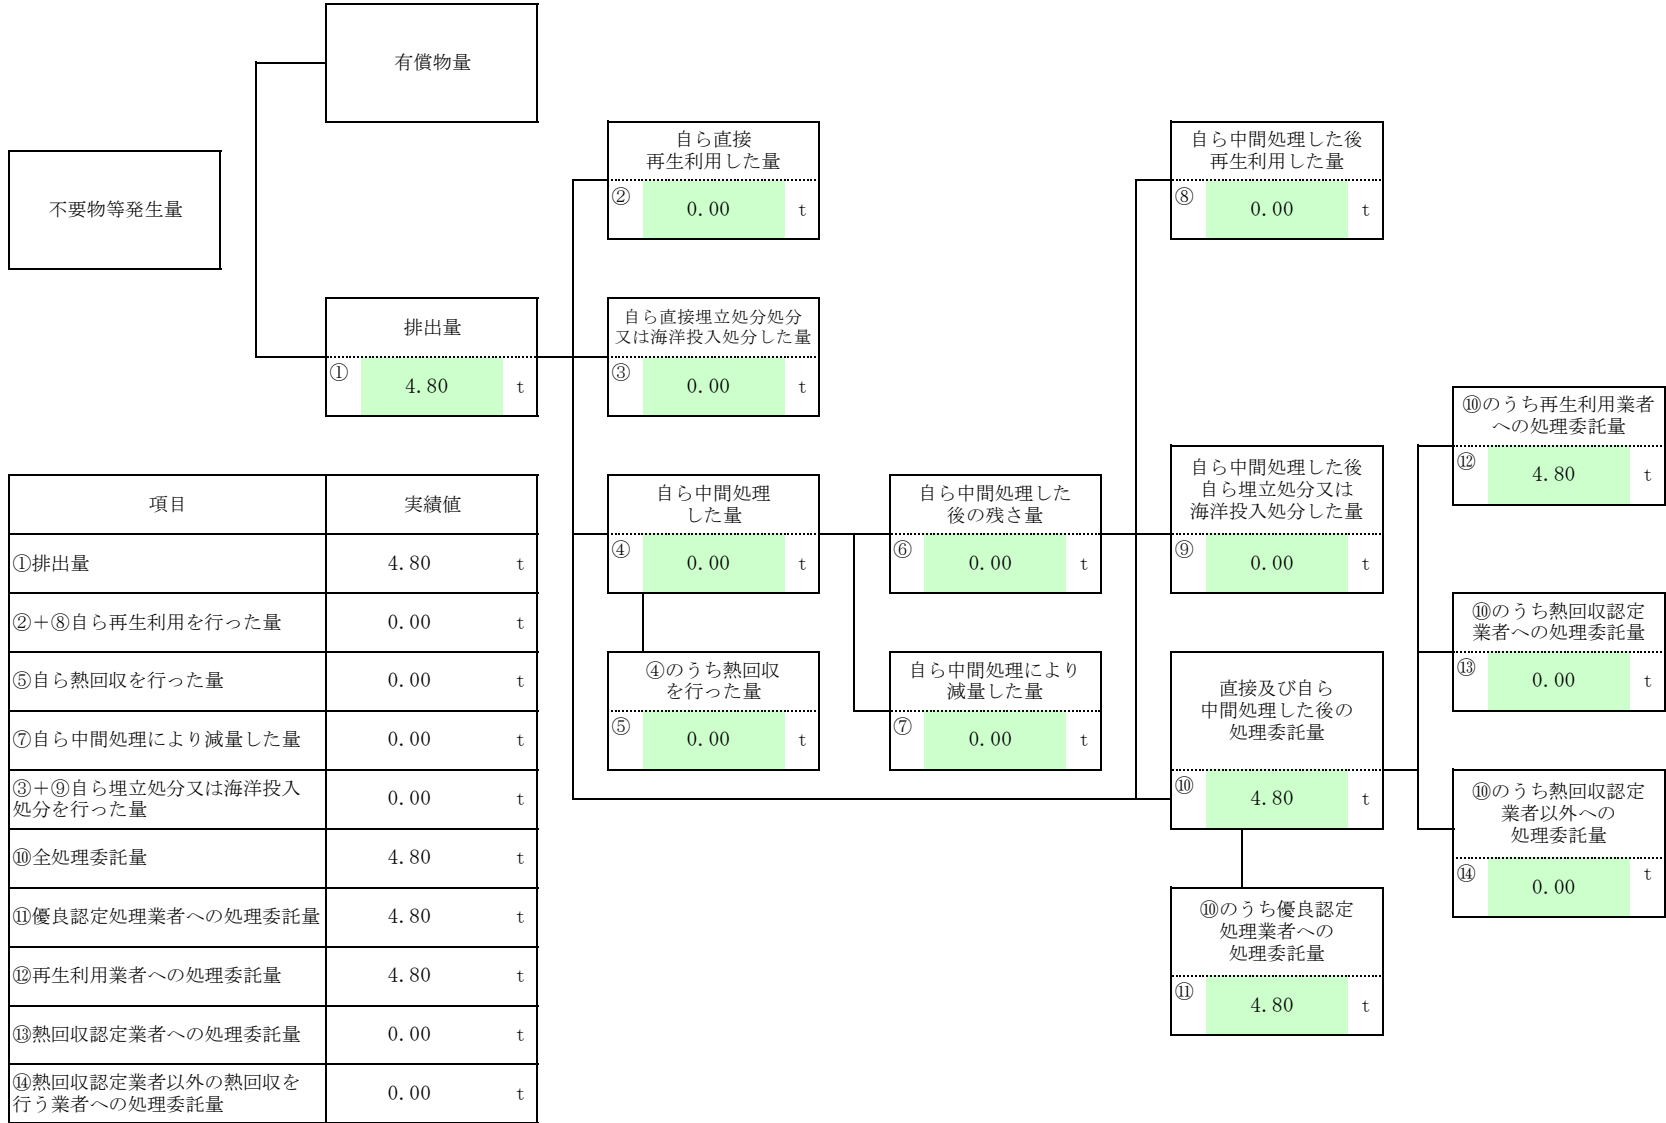 有償物量
不要物等発生量
排出量
① 4.80 t
自ら直接
再生利用した量
② 0.00 t
自ら直接埋立処分処分
又は海洋投入処分した量
③ 0.00 t
自ら中間処理
した量
④ 0.00 t
④のうち熱回収
を行った量
⑤ 0.00 t
自ら中間処理した
後の残さ量
⑥ 0.00 t
自ら中間処理により
減量した量
⑦ 0.00 t
自ら中間処理した後
再生利用した量
⑧ 0.00 t
自ら中間処理した後
自ら埋立処分又は
海洋投入処分した量
⑨ 0.00 t
直接及び自ら
中間処理した後の
処理委託量
⑩ 4.80 t
⑩のうち優良認定
処理業者への
処理委託量
⑪ 4.80 t
⑩のうち再生利用業者
への処理委託量
⑫ 4.80 t
⑩のうち熱回収認定
業者への処理委託量
⑬ 0.00 t
⑩のうち熱回収認定
業者以外への
処理委託量
⑭ 0.00 t
項目 実績値
①排出量 4.80 t
②＋⑧自ら再生利用を行った量 0.00 t
⑤自ら熱回収を行った量 0.00 t
⑦自ら中間処理により減量した量 0.00 t
③＋⑨自ら埋立処分又は海洋投入
処分を行った量 0.00 t
⑩全処理委託量 4.80 t
⑪優良認定処理業者への処理委託量 4.80 t
⑫再生利用業者への処理委託量 4.80 t
⑬熱回収認定業者への処理委託量 0.00 t
⑭熱回収認定業者以外の熱回収を
行う業者への処理委託量 0.00 t